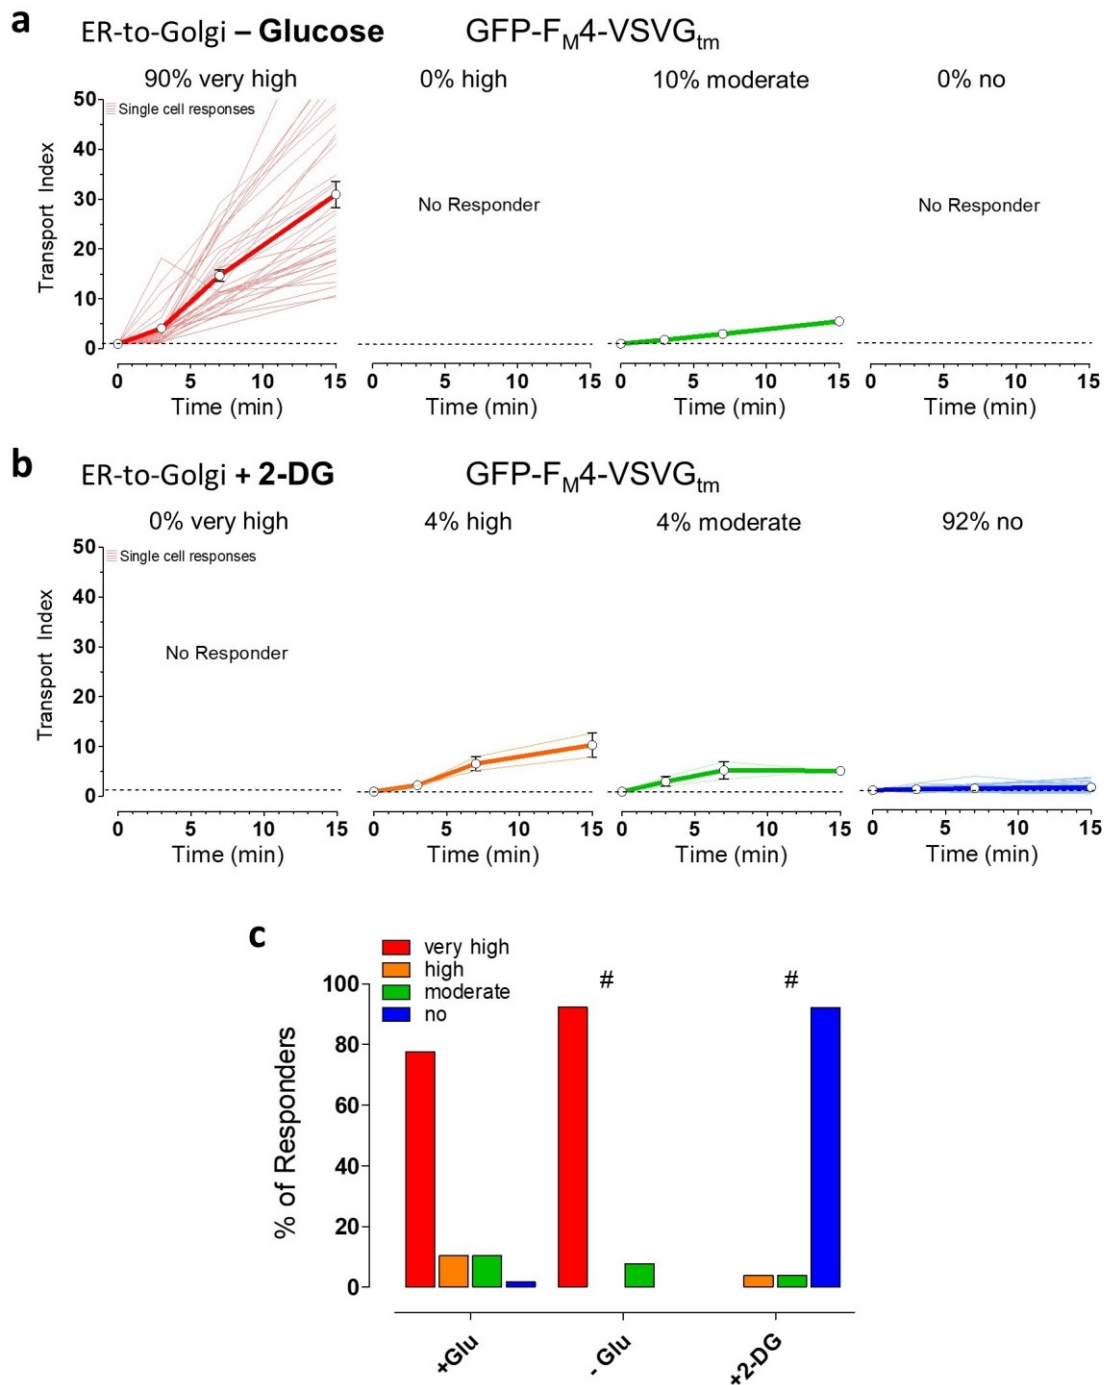 a
ER-to-Golgi – Glucose GFP-FM4-VSVGtm
90% very high 0% high 10% moderate 0% no
Single cell responses
Transport Index
50
40
30
20
10
0
No Responder
No Responder
0 5 10 15 0 5 10 15 0 5 10 15 0 5 10 15
Time (min) Time (min) Time (min) Time (min)
b
ER-to-Golgi + 2-DG GFP-FM4-VSVGtm
0% very high 4% high 4% moderate 92% no
Single cell responses
Transport Index
50
40
30
20
10
0
No Responder
0 5 10 15 0 5 10 15 0 5 10 15 0 5 10 15
Time (min) Time (min) Time (min) Time (min)
c
very high
high
moderate
no
# #
% of Responders
100
80
60
40
20
0
+Glu - Glu +2-DG